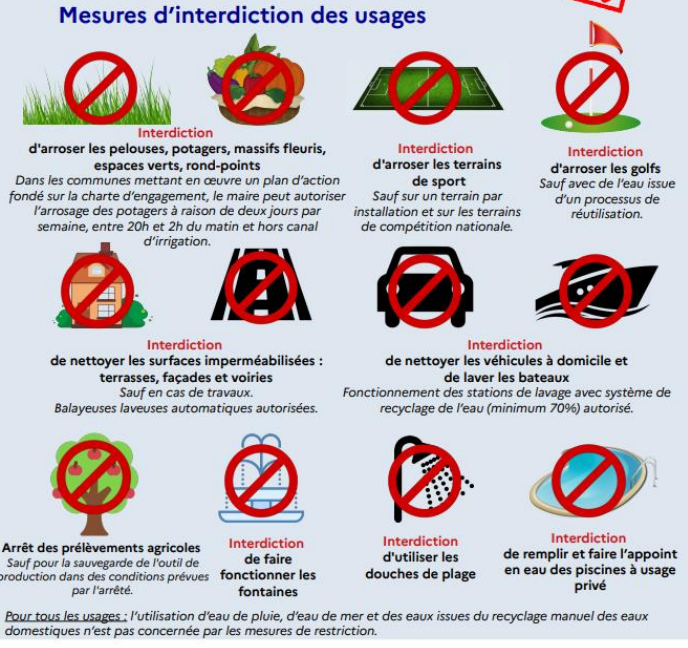 Mesures d'interdiction des usages
Interdiction
d'arroser les pelouses, potagers, massifs fleuris,
espaces verts, rond-points
Dans les communes mettant en œuvre un plan d'action
fondé sur la charte d'engagement, le maire peut autoriser
l'arrosage des potagers à raison de deux jours par
semaine, entre 20h et 2h du matin et hors canal
d'irrigation.
Interdiction
d'arroser les terrains
de sport
Sauf sur un terrain par
installation et sur les terrains
de compétition nationale.
Interdiction
d'arroser les golfs
Sauf avec de l'eau issue
d'un processus de
réutilisation.
Interdiction
de nettoyer les surfaces imperméabilisées :
terrasses, façades et voiries
Sauf en cas de travaux.
Balayeuses laveuses automatiques autorisées.
Interdiction
de nettoyer les véhicules à domicile et
de laver les bateaux
Fonctionnement des stations de lavage avec système de
recyclage de l'eau (minimum 70%) autorisé.
Arrêt des prélèvements agricoles
Sauf pour la sauvegarde de l'outil de
production dans des conditions prévues
par l'arrêté.
Interdiction
de faire
fonctionner les
fontaines
Interdiction
d'utiliser les
douches de plage
Interdiction
de remplir et faire l'appoint
en eau des piscines à usage
privé
Pour tous les usages : l'utilisation d'eau de pluie, d'eau de mer et des eaux issues du recyclage manuel des eaux
domestiques n'est pas concernée par les mesures de restriction.